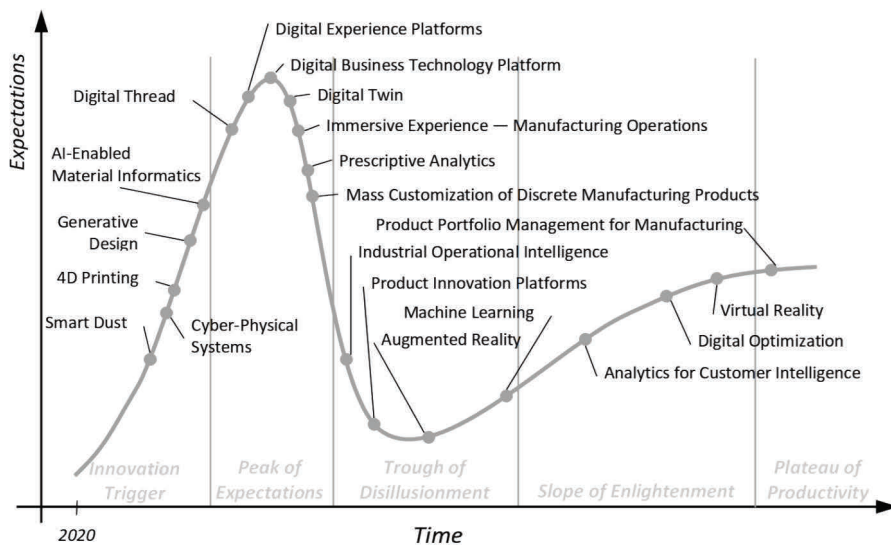 Expectations
Digital Experience Platforms
Digital Business Technology Platform
Digital Thread
Digital Twin
Immersive Experience — Manufacturing Operations
AI-Enabled
Material Informatics
Prescriptive Analytics
Mass Customization of Discrete Manufacturing Products
Generative
Design
Product Portfolio Management for Manufacturing
Industrial Operational Intelligence
4D Printing
Product Innovation Platforms
Smart Dust
Cyber-Physical
Systems
Machine Learning
Augmented Reality
Virtual Reality
Digital Optimization
Analytics for Customer Intelligence
Innovation
Trigger
Peak of
Expectations
Trough of
Disillusionment
Slope of Enlightenment
Plateau of
Productivity
2020
Time